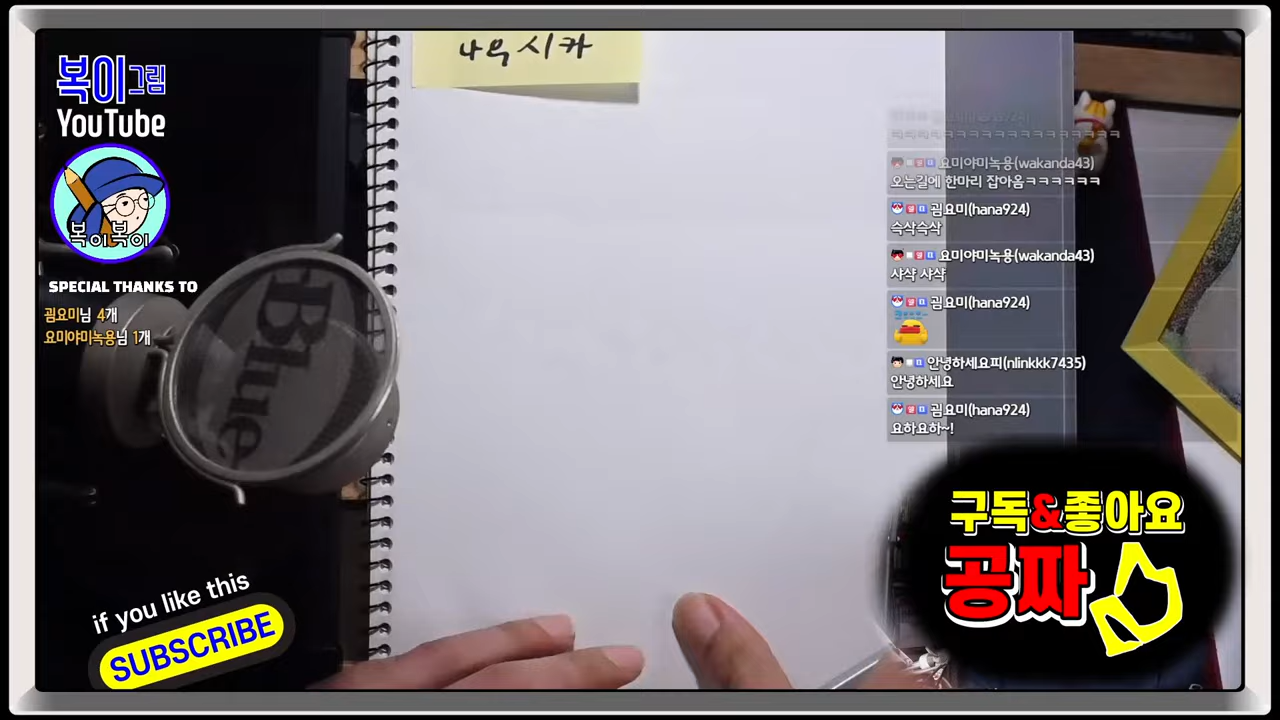 복이그림
YouTube
복이복이
SPECIAL THANKS TO
굄요미님 4개
요미야미녹용님 1개
나우시카
Blue
ㅋㅋㅋㅋㅋㅋㅋㅋㅋㅋㅋㅋㅋㅋㅋㅋㅋ
요미야미녹용(wakanda43)
오는길에 한마리 잡아옴ㅋㅋㅋㅋㅋㅋ
굄요미(hana924)
슥삭슥삭
요미야미녹용(wakanda43)
샤샥 샤샥
굄요미(hana924)
안녕하세요피(nlinkkk7435)
안녕하세요
굄요미(hana924)
요하요하~!
구독&좋아요
공짜
if you like this
SUBSCRIBE